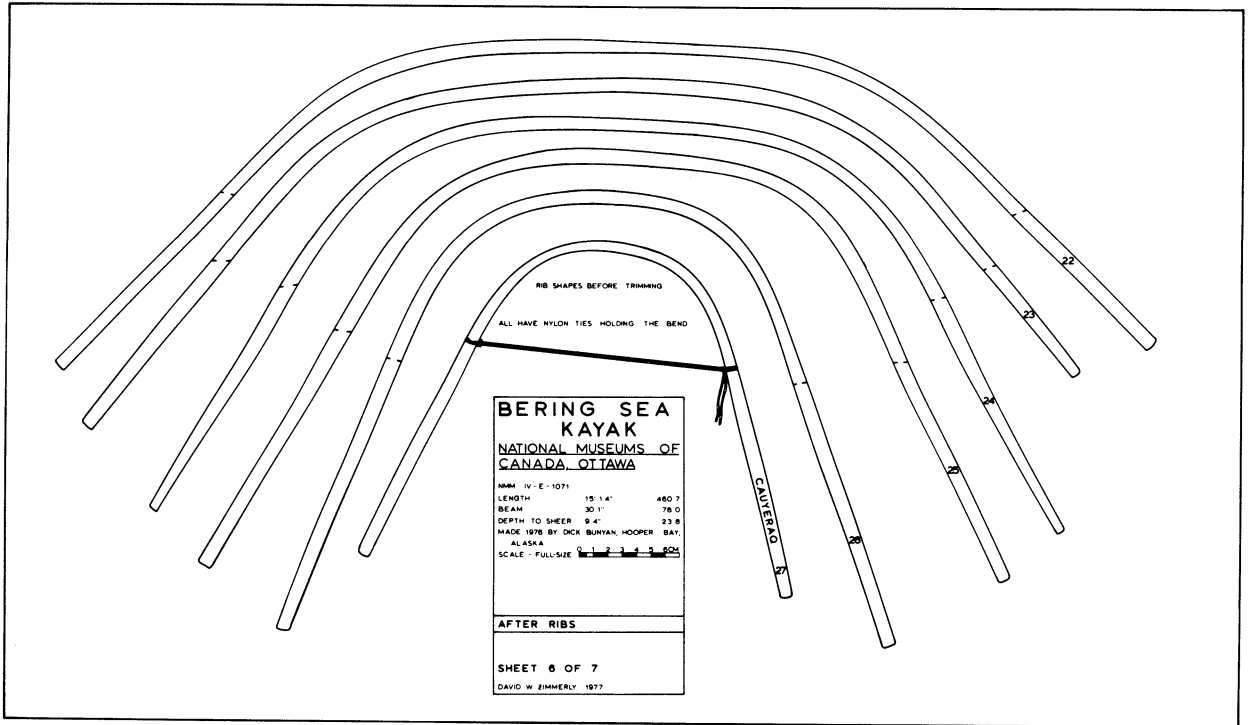 22
23
24
25
26
27
CAUYERAQ
RIB SHAPES BEFORE TRIMMING
ALL HAVE NYLON TIES HOLDING THE BEND
BERING SEA
KAYAK
NATIONAL MUSEUMS OF
CANADA, OTTAWA
NMM IV-E-1071
LENGTH 15' 1.4" 460.7
BEAM 30.1" 76.0
DEPTH TO SHEER 9.4" 23.8
MADE 1976 BY DICK BUNYAN, HOOPER BAY,
ALASKA
SCALE - FULL-SIZE 0 1 2 3 4 5 6CM
AFTER RIBS
SHEET 6 OF 7
DAVID W ZIMMERLY 1977